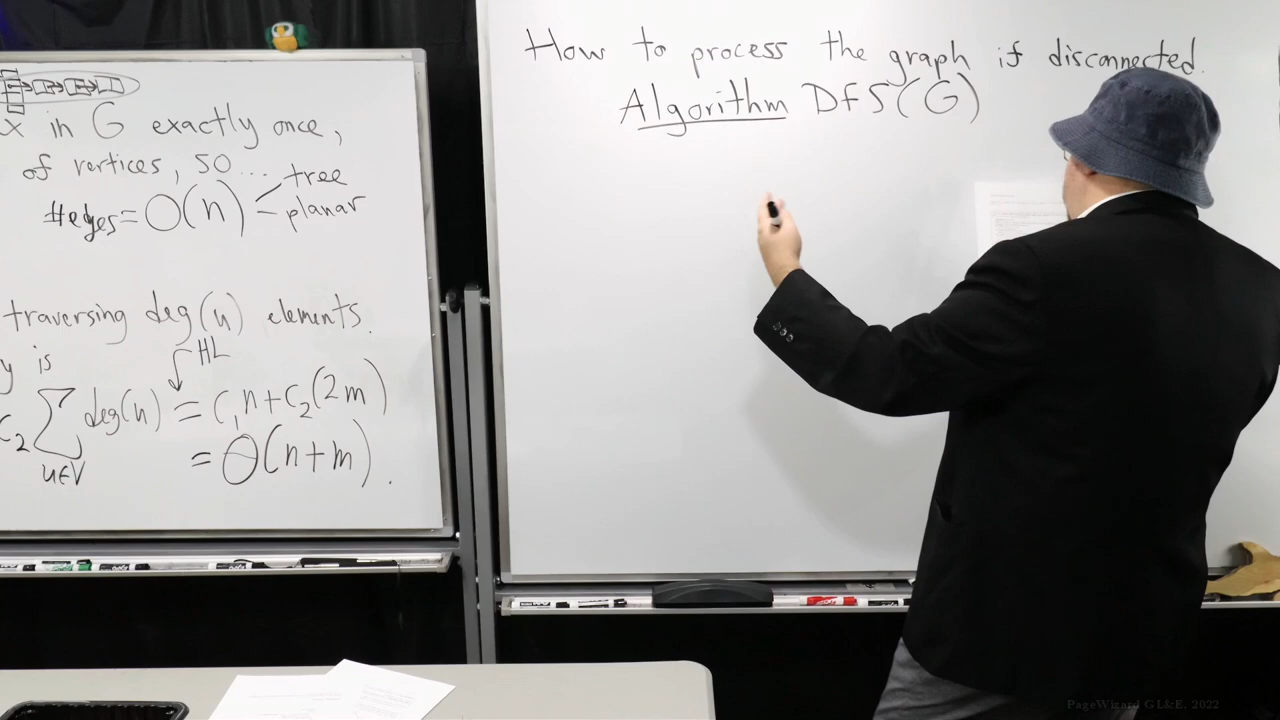 x in G exactly once,
of vertices, so...
tree
#edges = O(n) - planar
traversing deg(u) elements.
y is
HL
c₂ ∑ deg(u) = c₁n + c₂(2m)
u∈V
= Θ(n+m).
How to process the graph if disconnected.
Algorithm DFS(G)
PageWizard GL&E, 2022